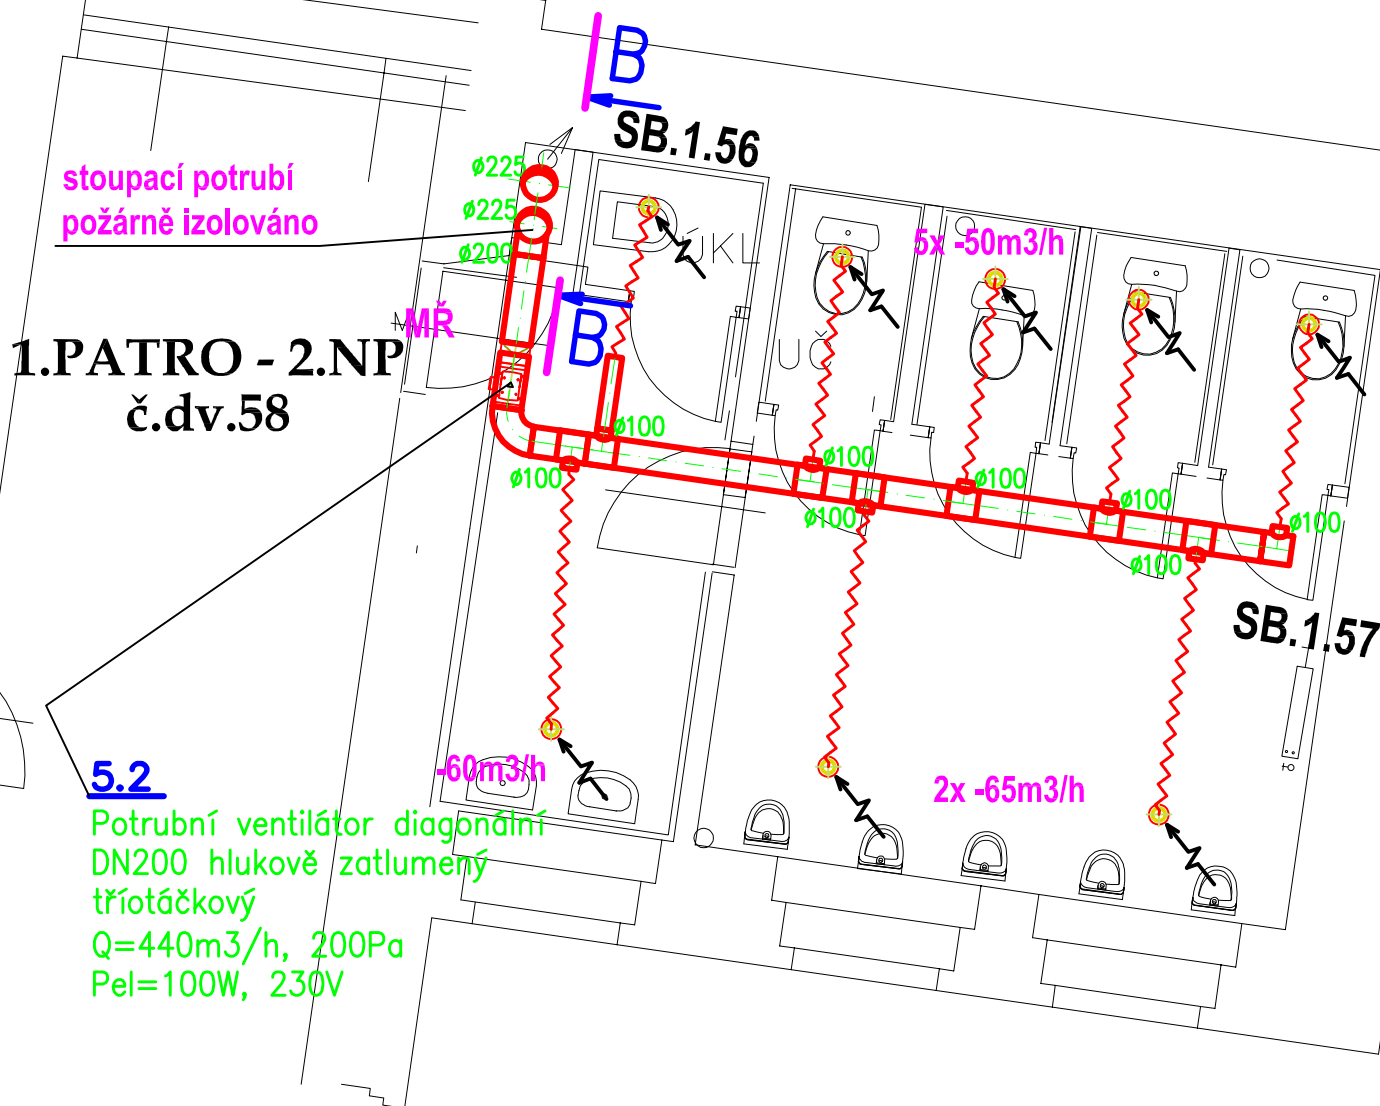 B
SB.1.56
stoupací potrubí
požárně izolováno
ø225
ø225
ø200
ÚKL
5x -50m3/h
MŘ
B
UČ
1.PATRO - 2.NP
č.dv.58
ø100
ø100
ø100
ø100
ø100
ø100
ø100
ø100
SB.1.57
-60m3/h
2x -65m3/h
5.2
Potrubní ventilátor diagonální
DN200 hlukově zatlumený
tříotáčkový
Q=440m3/h, 200Pa
Pel=100W, 230V